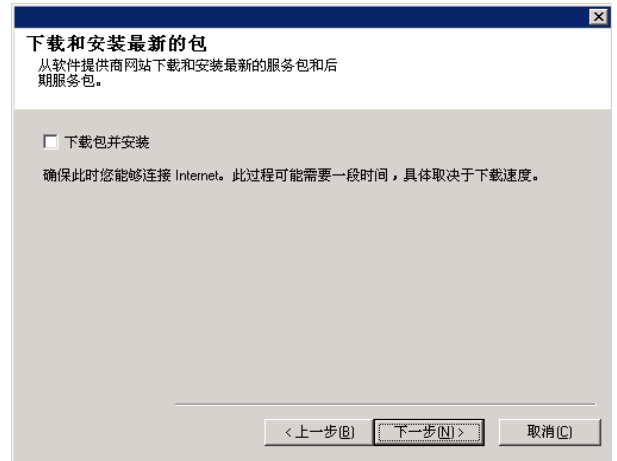 下载和安装最新的包
从软件提供商网站下载和安装最新的服务包和后
期服务包。
下载包并安装
确保此时您能够连接 Internet。此过程可能需要一段时间，具体取决于下载速度。
<上一步(B) 下一步(N)> 取消(C)